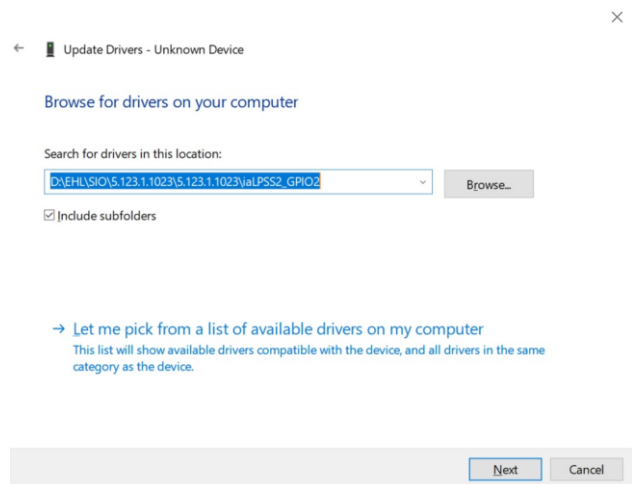 Update Drivers - Unknown Device
Browse for drivers on your computer
Search for drivers in this location:
D:\EHL\SIO\5.123.1.1023\5.123.1.1023\iaLPSS2_GPIO2
Browse...
Include subfolders
Let me pick from a list of available drivers on my computer
This list will show available drivers compatible with the device, and all drivers in the same
category as the device.
Next
Cancel